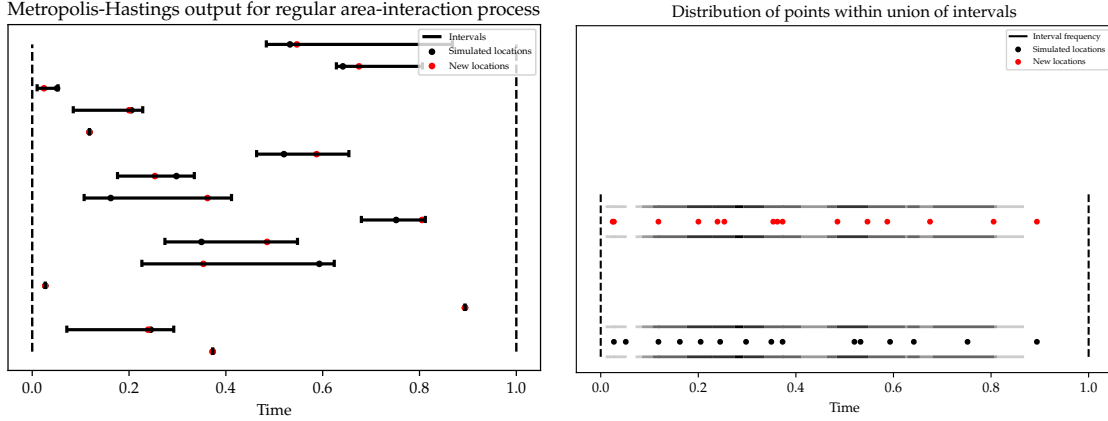 Metropolis-Hastings output for regular area-interaction process
Intervals
Simulated locations
New locations
0.0 0.2 0.4 0.6 0.8 1.0
Time
Distribution of points within union of intervals
Interval frequency
Simulated locations
New locations
0.0 0.2 0.4 0.6 0.8 1.0
Time